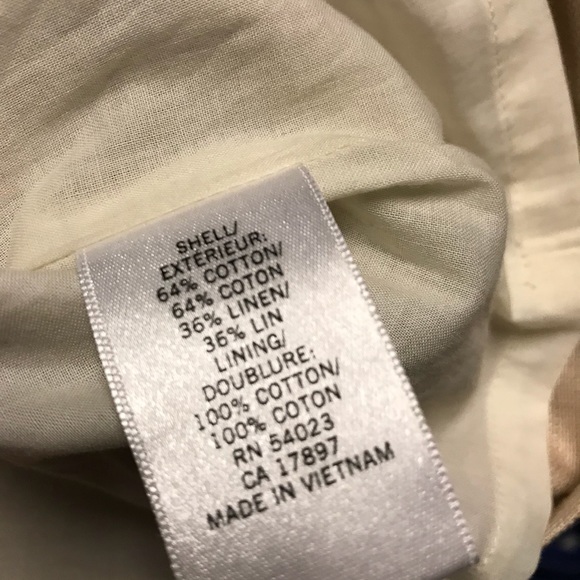 SHELL/
EXTÉRIEUR:
64% COTTON/
64% COTON
36% LINEN/
36% LIN
LINING/
DOUBLURE:
100% COTTON/
100% COTON
RN 54023
CA 17897
MADE IN VIETNAM